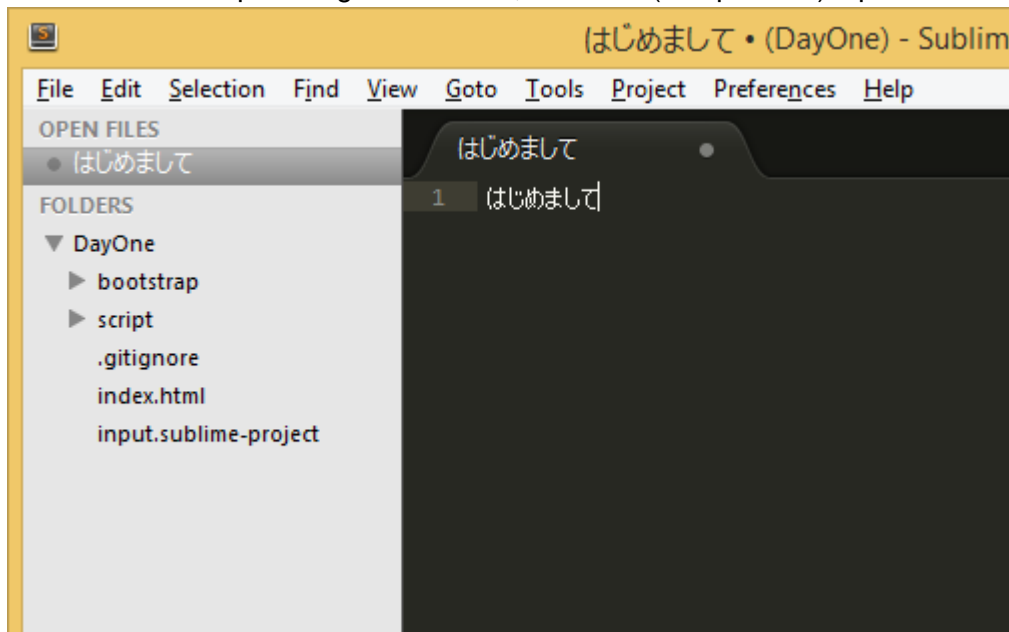 はじめまして • (DayOne) - Sublim
File Edit Selection Find View Goto Tools Project Preferences Help
OPEN FILES
はじめまして
FOLDERS
DayOne
bootstrap
script
.gitignore
index.html
input.sublime-project
はじめまして
1 はじめまして